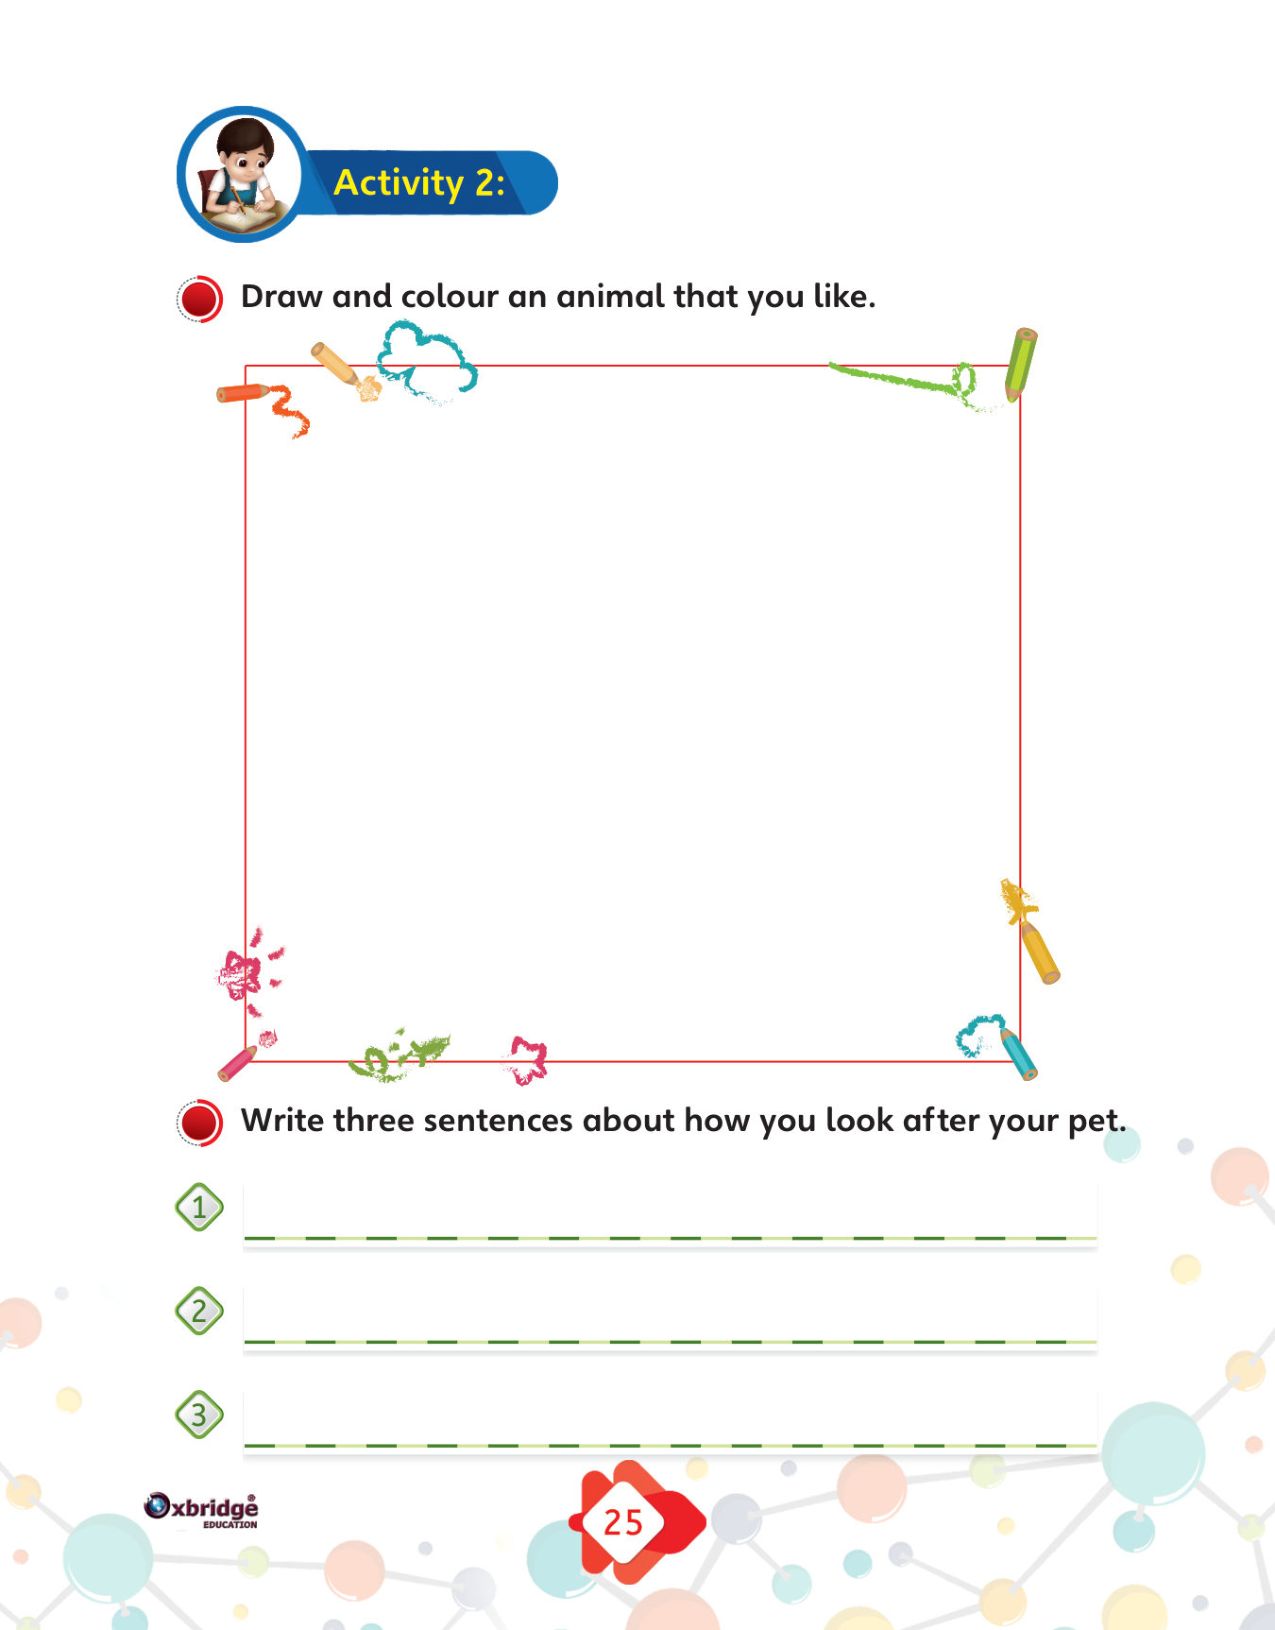 Activity 2:
Draw and colour an animal that you like.
Write three sentences about how you look after your pet.
1
2
3
Oxbridge®
EDUCATION
25